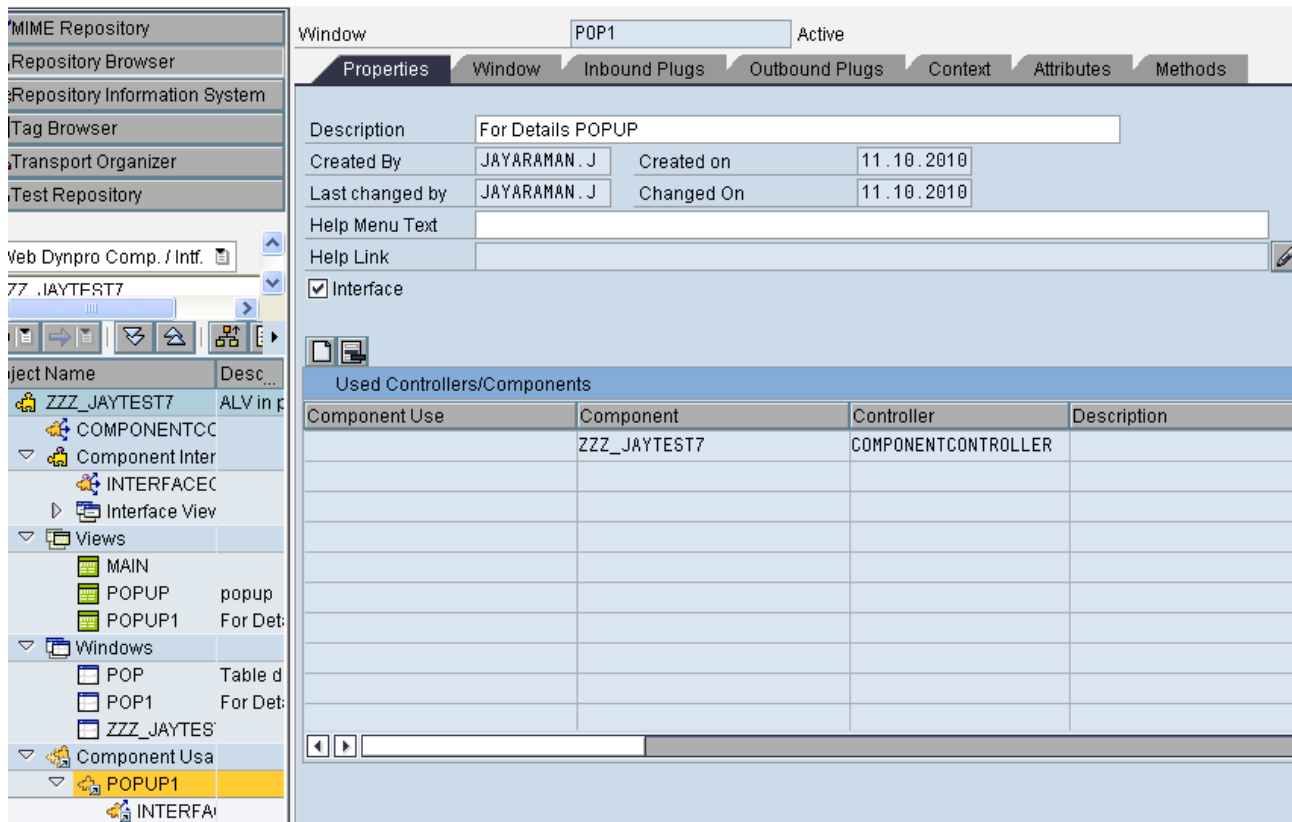 MIME Repository
Repository Browser
Repository Information System
Tag Browser
Transport Organizer
Test Repository
Web Dynpro Comp. / Intf.
ZZ_JAYTEST7
ject Name Desc...
ZZZ_JAYTEST7 ALV in p
COMPONENTCC
Component Inter
INTERFACEC
Interface View
Views
MAIN
POPUP popup
POPUP1 For Det
Windows
POP Table d
POP1 For Det
ZZZ_JAYTES
Component Usa
POPUP1
INTERFA
Window POP1 Active
Properties Window Inbound Plugs Outbound Plugs Context Attributes Methods
Description For Details POPUP
Created By JAYARAMAN.J Created on 11.10.2010
Last changed by JAYARAMAN.J Changed On 11.10.2010
Help Menu Text
Help Link
Interface
Used Controllers/Components
Component Use Component Controller Description
ZZZ_JAYTEST7 COMPONENTCONTROLLER